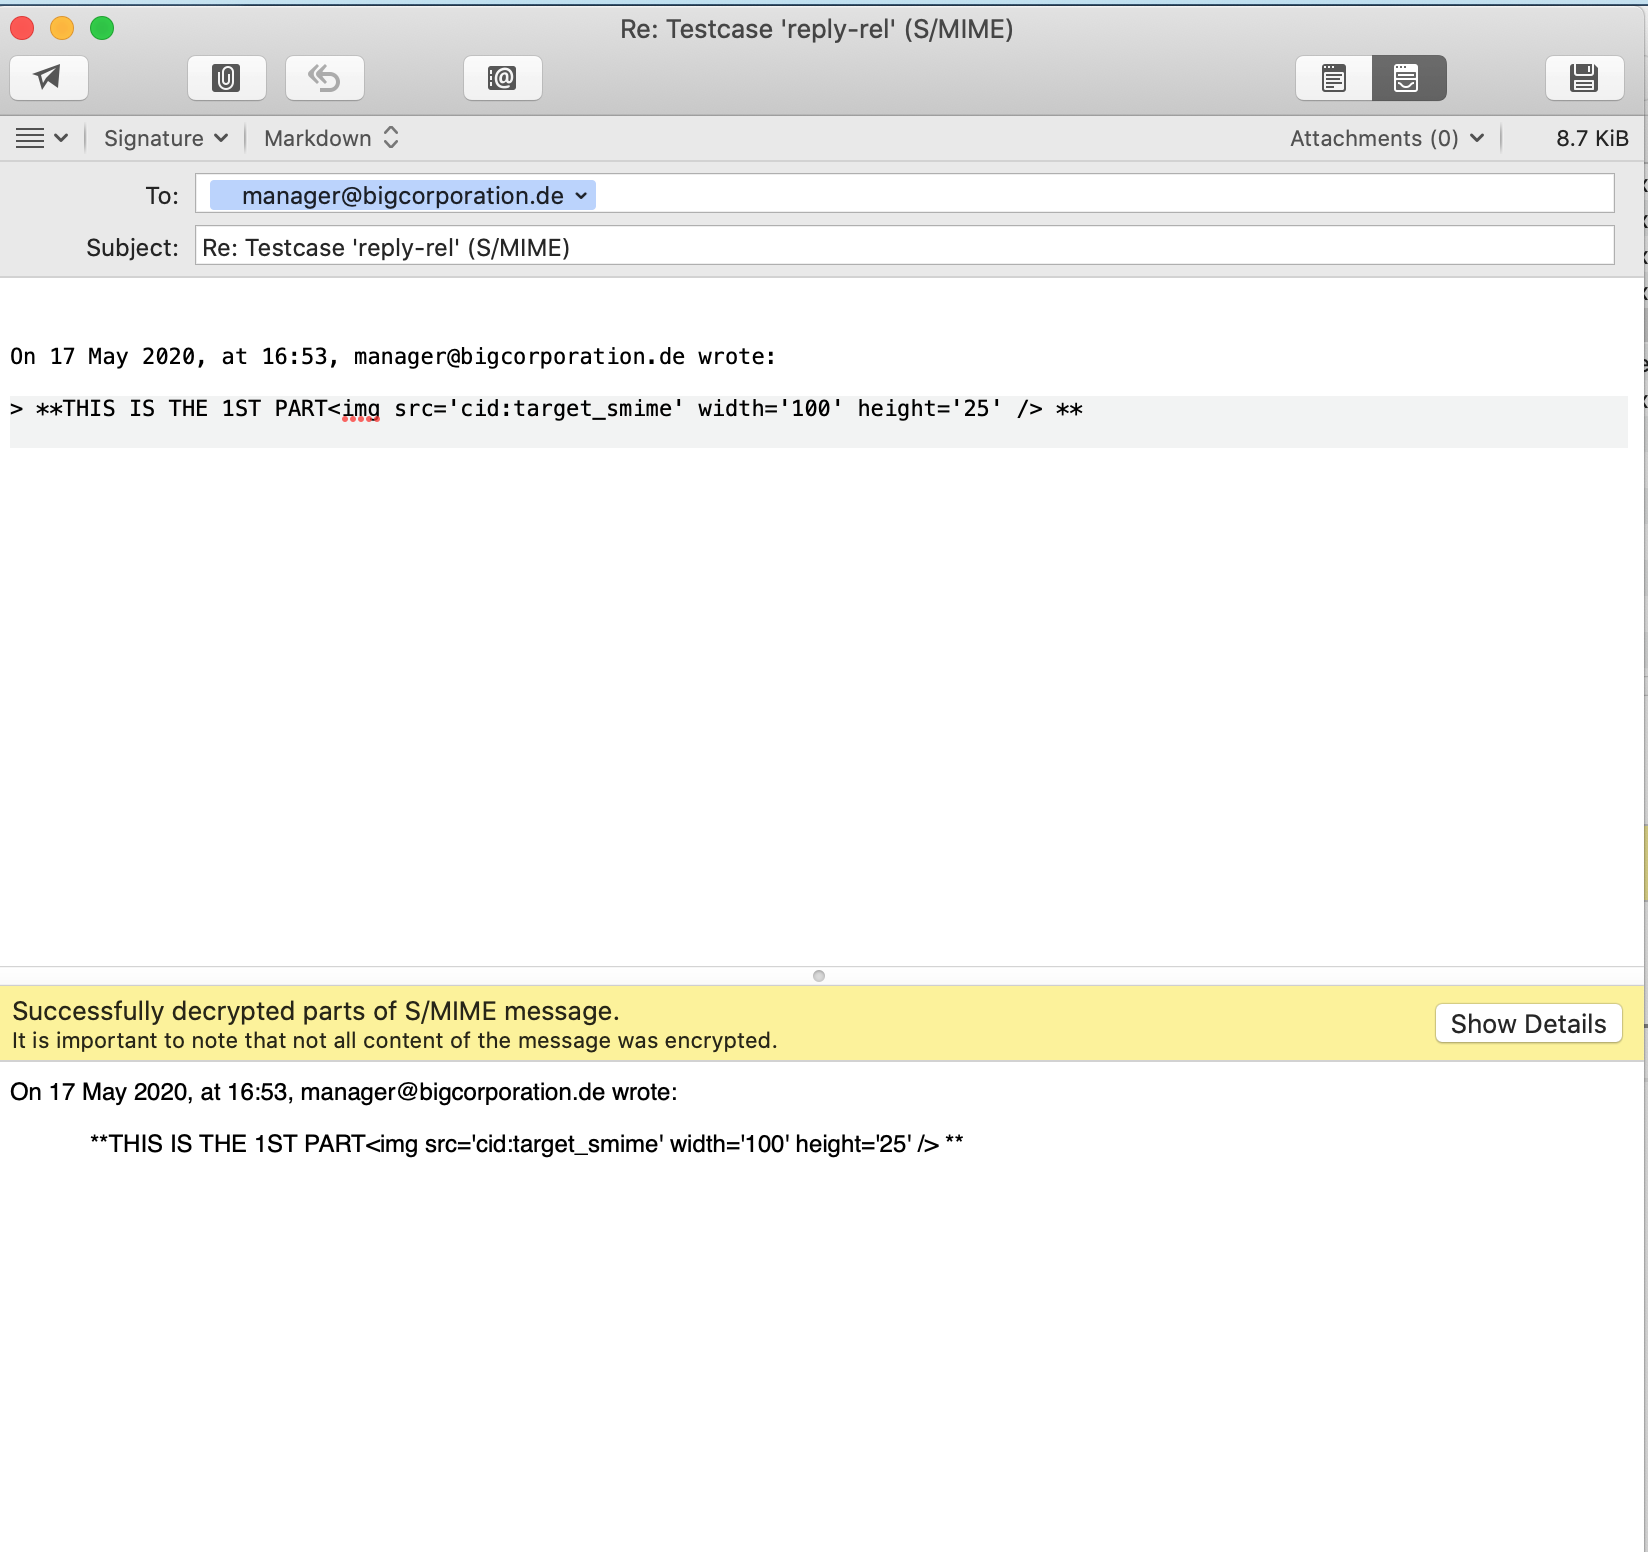 Re: Testcase 'reply-rel' (S/MIME)
Signature Markdown Attachments (0) 8.7 KiB
To: manager@bigcorporation.de
Subject: Re: Testcase 'reply-rel' (S/MIME)
On 17 May 2020, at 16:53, manager@bigcorporation.de wrote:
> **THIS IS THE 1ST PART<img src='cid:target_smime' width='100' height='25' /> **
Successfully decrypted parts of S/MIME message.
It is important to note that not all content of the message was encrypted.
Show Details
On 17 May 2020, at 16:53, manager@bigcorporation.de wrote:
**THIS IS THE 1ST PART<img src='cid:target_smime' width='100' height='25' /> **